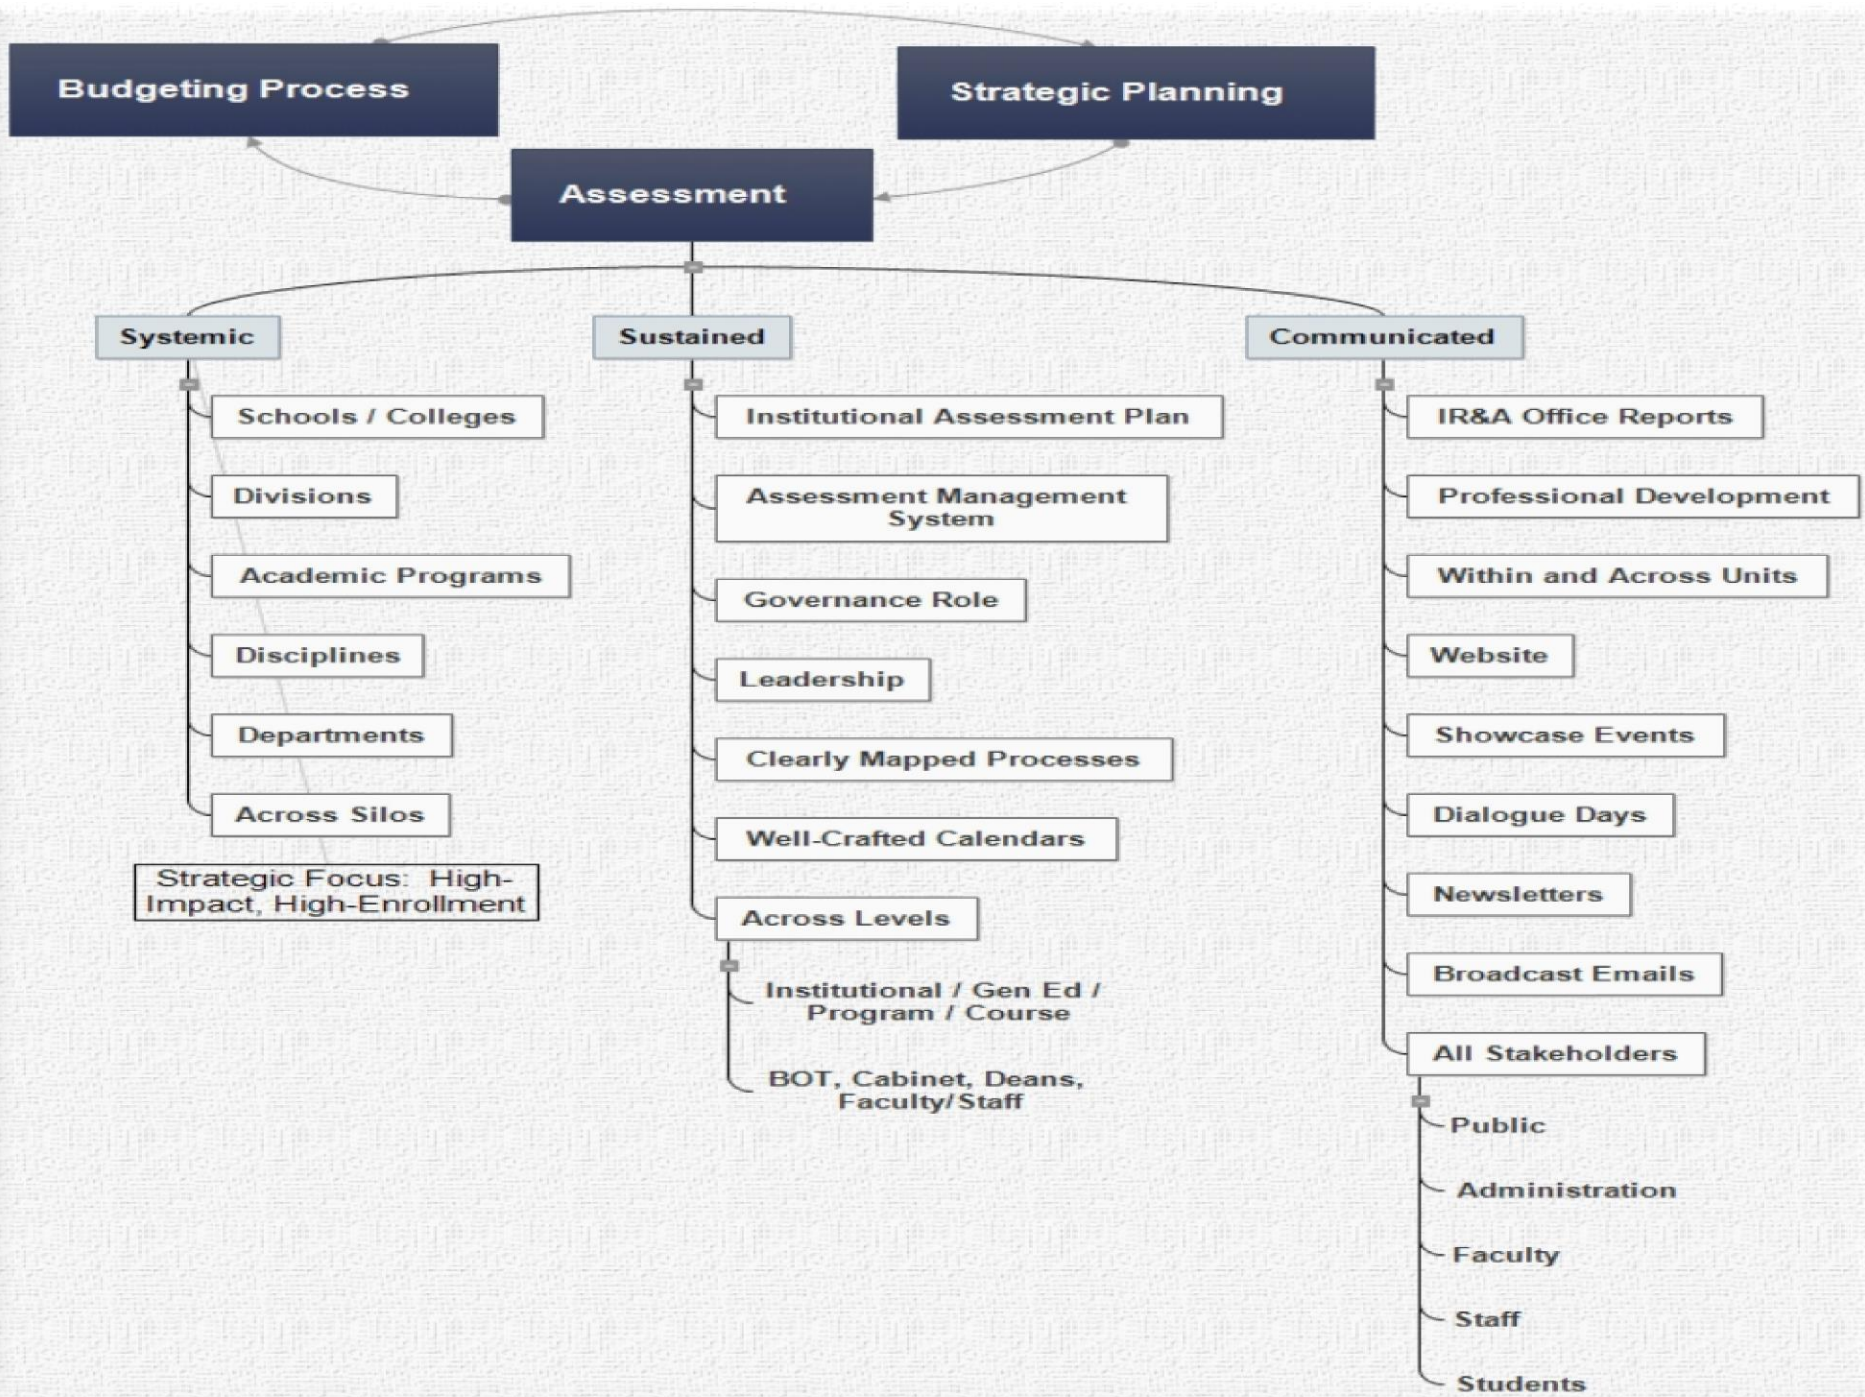 Budgeting Process
Strategic Planning
Assessment
Systemic
Schools / Colleges
Divisions
Academic Programs
Disciplines
Departments
Across Silos
Strategic Focus: High-
Impact, High-Enrollment
Sustained
Institutional Assessment Plan
Assessment Management
System
Governance Role
Leadership
Clearly Mapped Processes
Well-Crafted Calendars
Across Levels
Institutional / Gen Ed /
Program / Course
BOT, Cabinet, Deans,
Faculty/Staff
Communicated
IR&A Office Reports
Professional Development
Within and Across Units
Website
Showcase Events
Dialogue Days
Newsletters
Broadcast Emails
All Stakeholders
Public
Administration
Faculty
Staff
Students